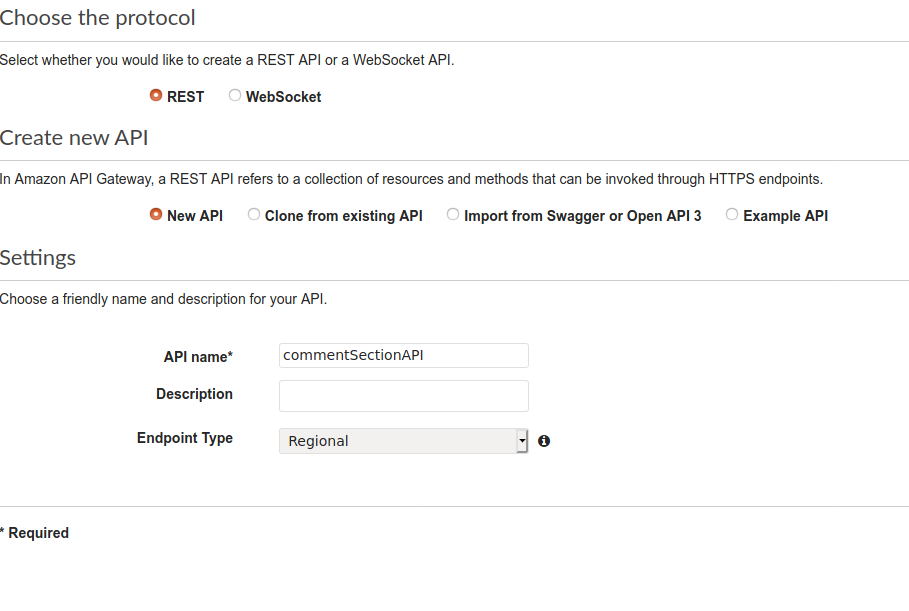 Choose the protocol
Select whether you would like to create a REST API or a WebSocket API.
REST WebSocket
Create new API
In Amazon API Gateway, a REST API refers to a collection of resources and methods that can be invoked through HTTPS endpoints.
New API Clone from existing API Import from Swagger or Open API 3 Example API
Settings
Choose a friendly name and description for your API.
API name* commentSectionAPI
Description
Endpoint Type Regional
* Required